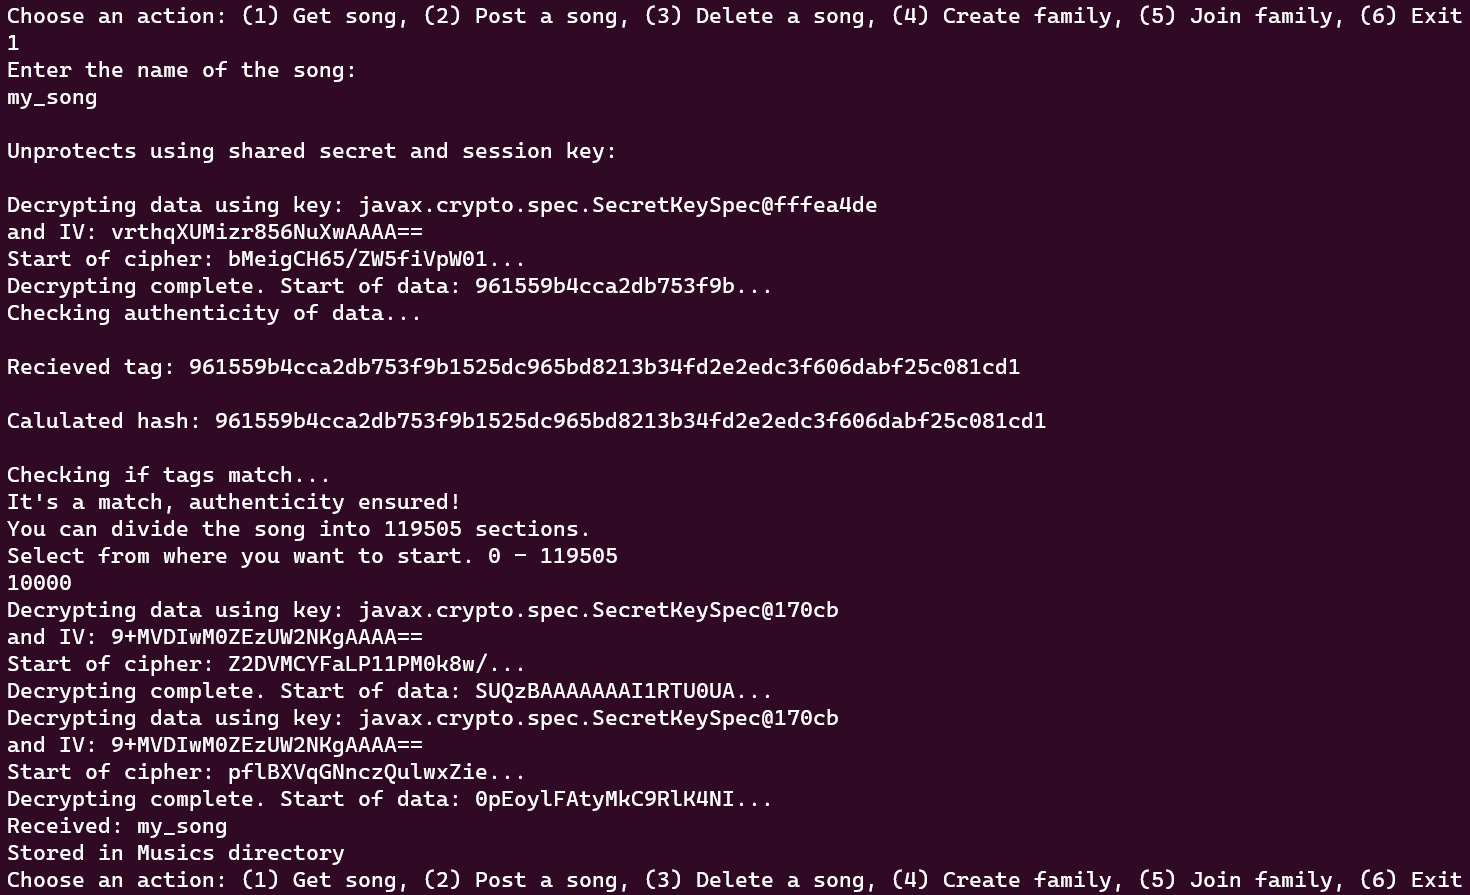 Choose an action: (1) Get song, (2) Post a song, (3) Delete a song, (4) Create family, (5) Join family, (6) Exit
1
Enter the name of the song:
my_song
Unprotects using shared secret and session key:
Decrypting data using key: javax.crypto.spec.SecretKeySpec@fffea4de
and IV: vrthqXUMizr856NuXwAAAA==
Start of cipher: bMeigCH65/ZW5fiVpW01...
Decrypting complete. Start of data: 961559b4cca2db753f9b...
Checking authenticity of data...
Recieved tag: 961559b4cca2db753f9b1525dc965bd8213b34fd2e2edc3f606dabf25c081cd1
Calulated hash: 961559b4cca2db753f9b1525dc965bd8213b34fd2e2edc3f606dabf25c081cd1
Checking if tags match...
It's a match, authenticity ensured!
You can divide the song into 119505 sections.
Select from where you want to start. 0 - 119505
10000
Decrypting data using key: javax.crypto.spec.SecretKeySpec@170cb
and IV: 9+MVDIwM0ZEzUW2NKgAAAA==
Start of cipher: Z2DVMCYFaLP11PM0k8w/...
Decrypting complete. Start of data: SUQzBAAAAAAAI1RTU0UA...
Decrypting data using key: javax.crypto.spec.SecretKeySpec@170cb
and IV: 9+MVDIwM0ZEzUW2NKgAAAA==
Start of cipher: pflBXVqGNnczQulwxZie...
Decrypting complete. Start of data: 0pEoylFAtyMkC9RlK4NI...
Received: my_song
Stored in Musics directory
Choose an action: (1) Get song, (2) Post a song, (3) Delete a song, (4) Create family, (5) Join family, (6) Exit